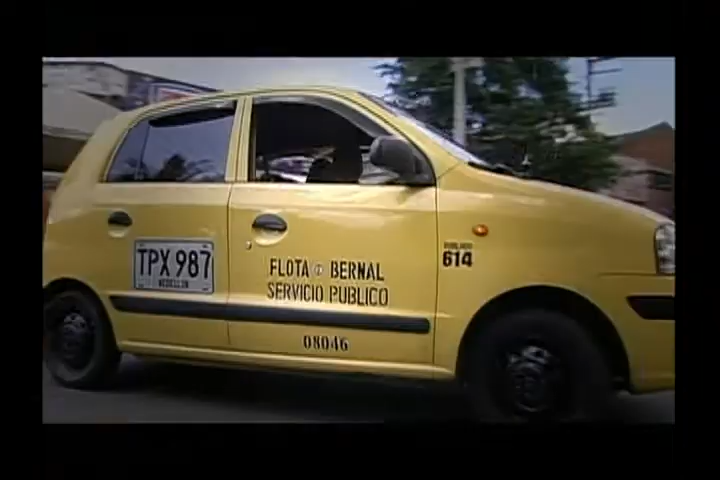 TPX 987
MEDELLIN
FLOTA BERNAL
SERVICIO PUBLICO
614
08046